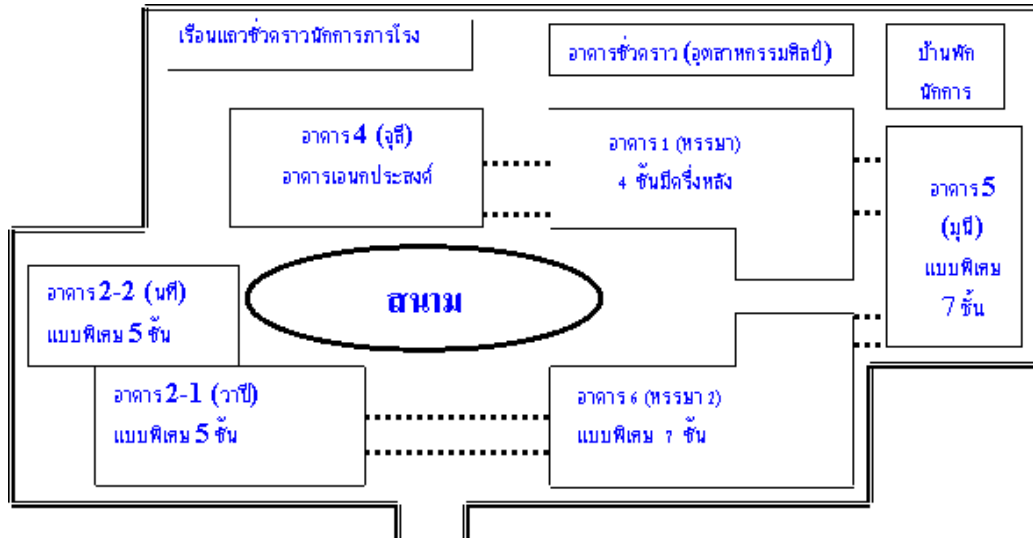 เรือนแถวชั่วคราวนักการภารโรง
อาคารชั่วคราว (อุตสาหกรรมศิลป์)
บ้านพัก
นักการ
อาคาร 4 (จุลี)
อาคารเอนกประสงค์
อาคาร 1 (หรรษา)
4 ชั้นมีครึ่งหลัง
อาคาร 5
(มุนี)
แบบพิเศษ
7 ชั้น
อาคาร 2-2 (นที)
แบบพิเศษ 5 ชั้น
สนาม
อาคาร 2-1 (วาปี)
แบบพิเศษ 5 ชั้น
อาคาร 6 (หรรษา 2)
แบบพิเศษ 7 ชั้น